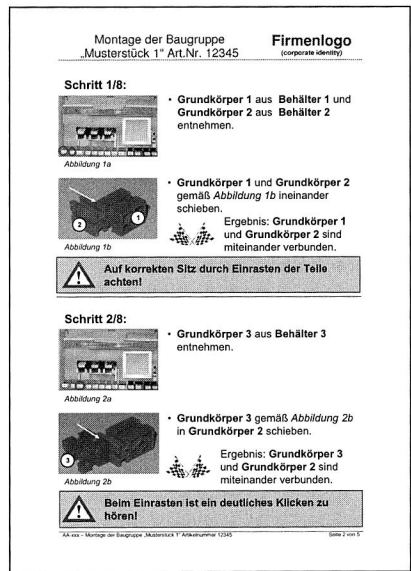 Montage der Baugruppe
„Musterstück 1" Art.Nr. 12345
Firmenlogo
(corporate identity)
Schritt 1/8:
• Grundkörper 1 aus Behälter 1 und
Grundkörper 2 aus Behälter 2
entnehmen.
Abbildung 1a
• Grundkörper 1 und Grundkörper 2
gemäß Abbildung 1b ineinander
schieben.
2
1
Ergebnis: Grundkörper 1
und Grundkörper 2 sind
miteinander verbunden.
Abbildung 1b
Auf korrekten Sitz durch Einrasten der Teile
achten!
Schritt 2/8:
• Grundkörper 3 aus Behälter 3
entnehmen.
Abbildung 2a
• Grundkörper 3 gemäß Abbildung 2b
in Grundkörper 2 schieben.
3
Ergebnis: Grundkörper 3
und Grundkörper 2 sind
miteinander verbunden.
Abbildung 2b
Beim Einrasten ist ein deutliches Klicken zu
hören!
AA-xxx – Montage der Baugruppe „Musterstück 1" Artikelnummer 12345
Seite 2 von 5